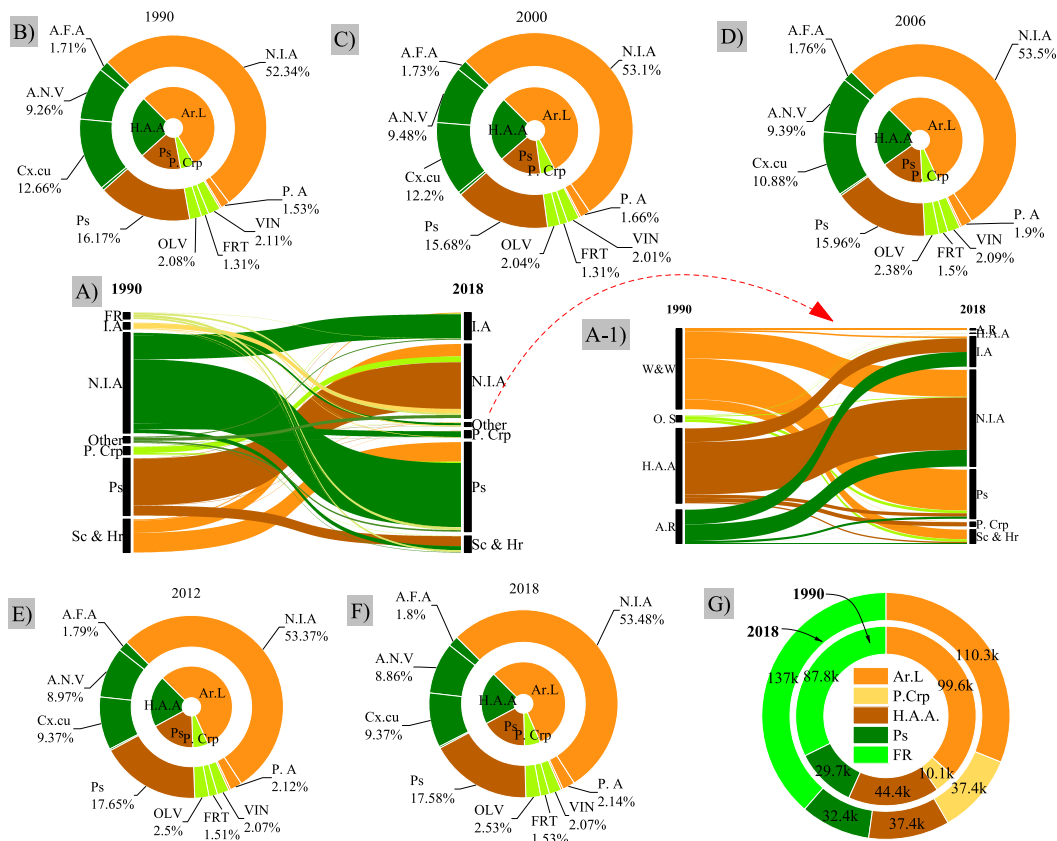 B)
1990
A.F.A
1.71%
N.I.A
52.34%
A.N.V
9.26%
Ar.L
H.A.A
Ps
P. Crp
Cx.cu
12.66%
Ps
16.17%
P. A
1.53%
VIN
2.11%
OLV
2.08%
FRT
1.31%
C)
2000
A.F.A
1.73%
N.I.A
53.1%
A.N.V
9.48%
Ar.L
H.A.A
Ps
P. Crp
Cx.cu
12.2%
Ps
15.68%
P. A
1.66%
VIN
2.01%
OLV
2.04%
FRT
1.31%
D)
2006
A.F.A
1.76%
N.I.A
53.5%
A.N.V
9.39%
Ar.L
H.A.A
Ps
P. Crp
Cx.cu
10.88%
Ps
15.96%
P. A
1.9%
VIN
2.09%
OLV
2.38%
FRT
1.5%
A)
1990
2018
FR
I.A
N.I.A
Other
P. Crp
Ps
Sc & Hr
I.A
N.I.A
Other
P. Crp
Ps
Sc & Hr
A-1)
1990
2018
W&W
O. S
H.A.A
A.R
A.R
H.A.A
I.A
N.I.A
Ps
P. Crp
Sc & Hr
E)
2012
A.F.A
1.79%
N.I.A
53.37%
A.N.V
8.97%
Ar.L
H.A.A
Ps
P. Crp
Cx.cu
9.37%
Ps
17.65%
P. A
2.12%
VIN
2.07%
OLV
2.5%
FRT
1.51%
F)
2018
A.F.A
1.8%
N.I.A
53.48%
A.N.V
8.86%
Ar.L
H.A.A
Ps
P. Crp
Cx.cu
9.37%
Ps
17.58%
P. A
2.14%
VIN
2.07%
OLV
2.53%
FRT
1.53%
G)
1990
2018
110.3k
99.6k
137k
87.8k
Ar.L
P.Crp
H.A.A.
Ps
FR
10.1k
37.4k
29.7k
44.4k
32.4k
37.4k